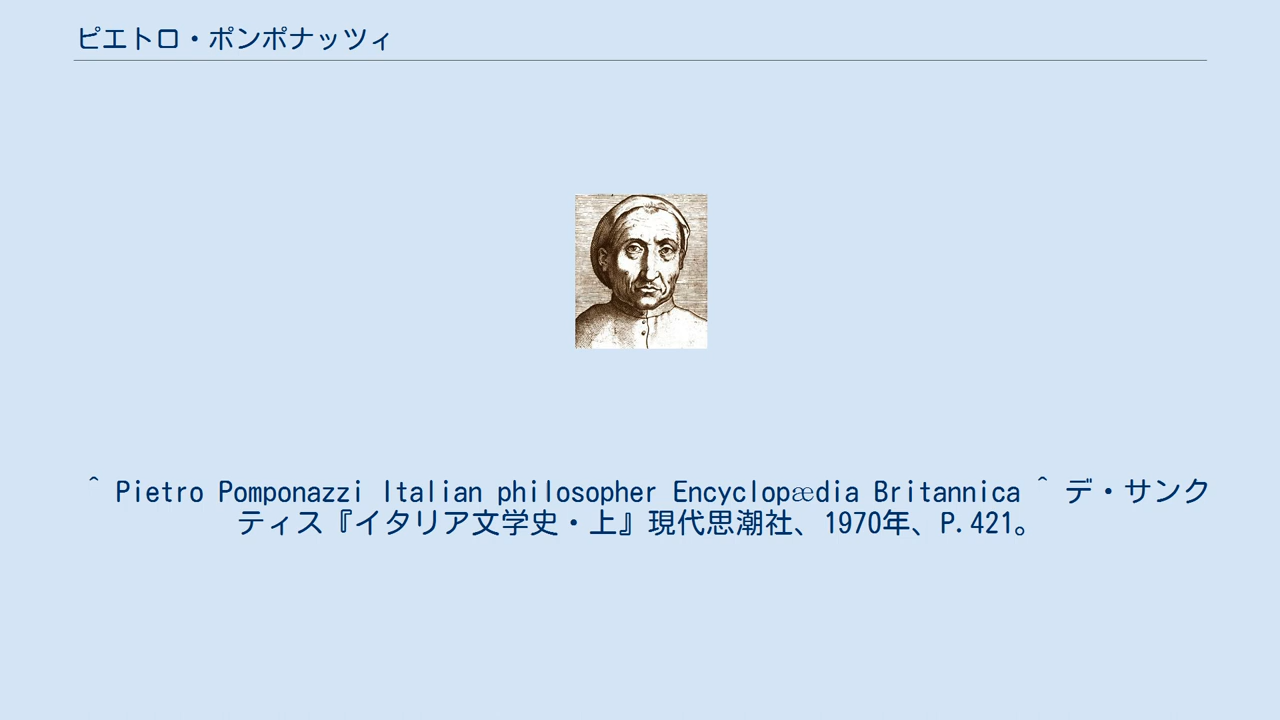 ピエトロ・ポンポナッツィ
^ Pietro Pomponazzi Italian philosopher Encyclopædia Britannica ^ デ・サンク
ティス『イタリア文学史・上』現代思潮社、1970年、P.421。